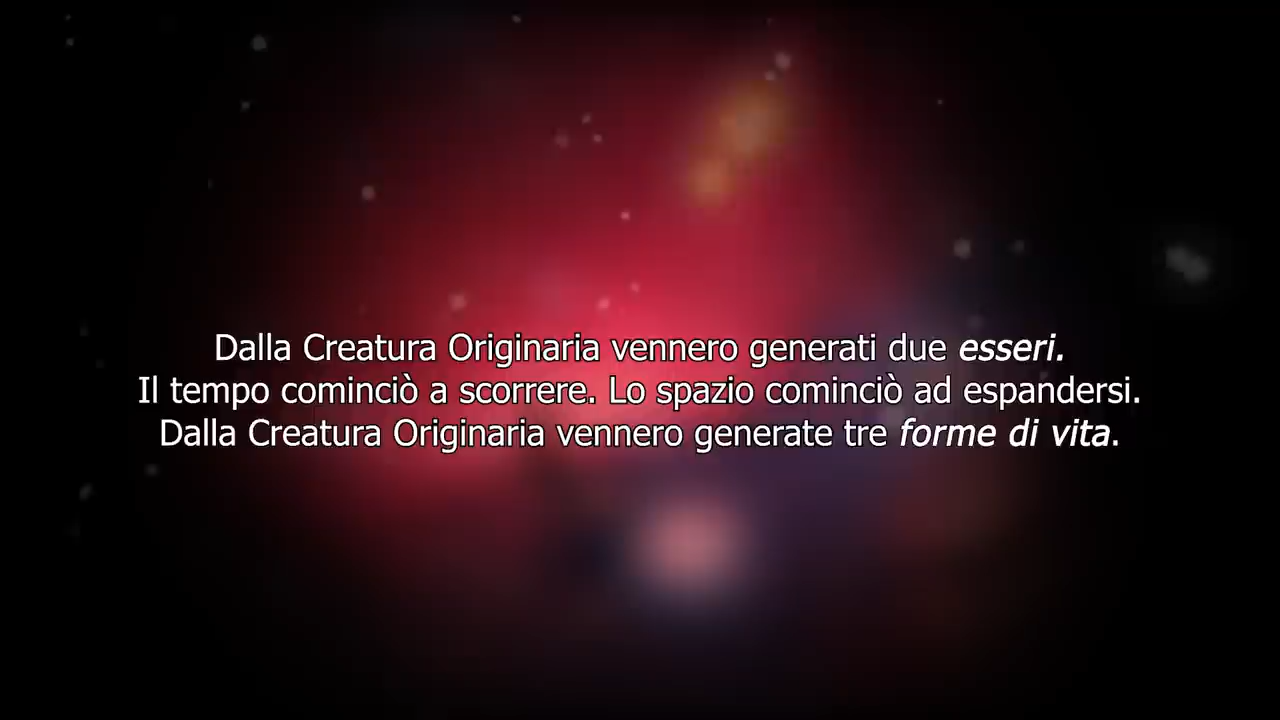 Dalla Creatura Originaria vennero generati due esseri.
Il tempo cominciò a scorrere. Lo spazio cominciò ad espandersi.
Dalla Creatura Originaria vennero generate tre forme di vita.